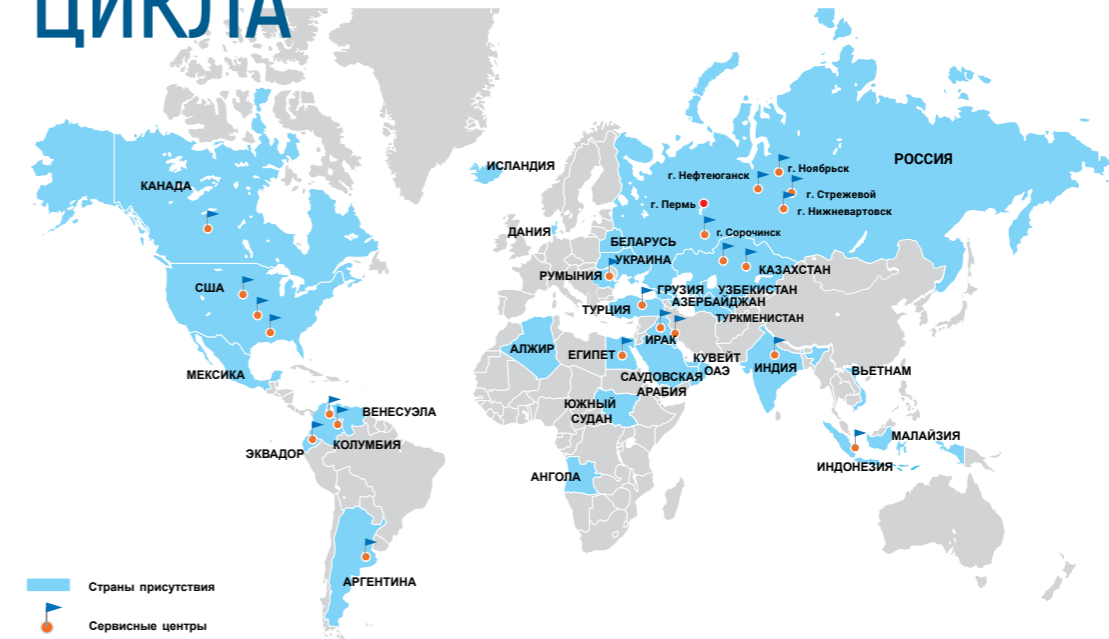 ЦИКЛА
ИСЛАНДИЯ
РОССИЯ
КАНАДА
г. Нефтеюганск
г. Ноябрьск
г. Стрежевой
г. Пермь
г. Нижневартовск
ДАНИЯ
г. Сорочинск
БЕЛАРУСЬ
УКРАИНА
РУМЫНИЯ
КАЗАХСТАН
США
ГРУЗИЯ
УЗБЕКИСТАН
АЗЕРБАЙДЖАН
ТУРЦИЯ
ТУРКМЕНИСТАН
ИРАК
АЛЖИР
ЕГИПЕТ
КУВЕЙТ
ОАЭ
ИНДИЯ
ВЬЕТНАМ
МЕКСИКА
САУДОВСКАЯ
АРАВИЯ
ЮЖНЫЙ
СУДАН
ВЕНЕСУЭЛА
КОЛУМБИЯ
ЭКВАДОР
МАЛАЙЗИЯ
ИНДОНЕЗИЯ
АНГОЛА
АРГЕНТИНА
Страны присутствия
Сервисные центры